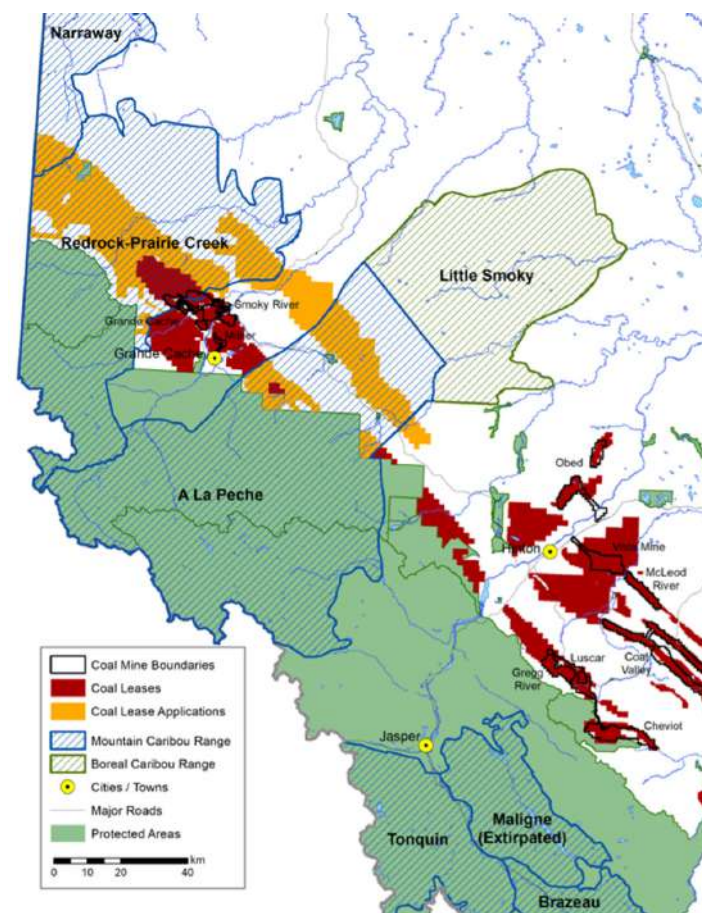 Narraway
Redrock-Prairie Creek
Little Smoky
Smoky River
Grande Cache
Grande Cache
A La Peche
Obed
Hinton
Vista Mine
McLeod
River
Luscar
Coal
Valley
Gregg
River
Cheviot
Jasper
Maligne
(Extirpated)
Tonquin
Brazeau
Coal Mine Boundaries
Coal Leases
Coal Lease Applications
Mountain Caribou Range
Boreal Caribou Range
Cities / Towns
Major Roads
Protected Areas
0 10 20 40
km